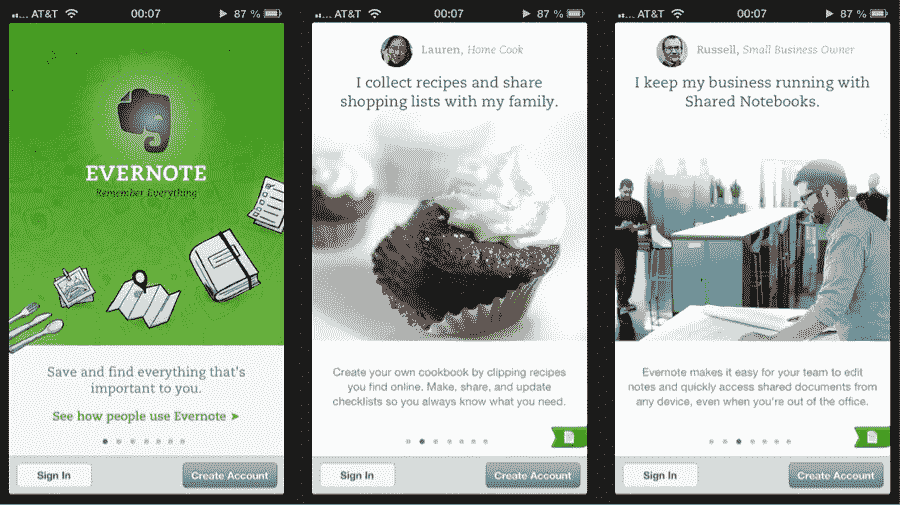 AT&T 00:07 87 %
EVERNOTE
Remember Everything
Save and find everything that's
important to you.
See how people use Evernote ➤
Sign In
Create Account
AT&T 00:07 87 %
Lauren, Home Cook
I collect recipes and share
shopping lists with my family.
Create your own cookbook by clipping recipes
you find online. Make, share, and update
checklists so you always know what you need.
Sign In
Create Account
AT&T 00:07 87 %
Russell, Small Business Owner
I keep my business running with
Shared Notebooks.
Evernote makes it easy for your team to edit
notes and quickly access shared documents from
any device, even when you're out of the office.
Sign In
Create Account